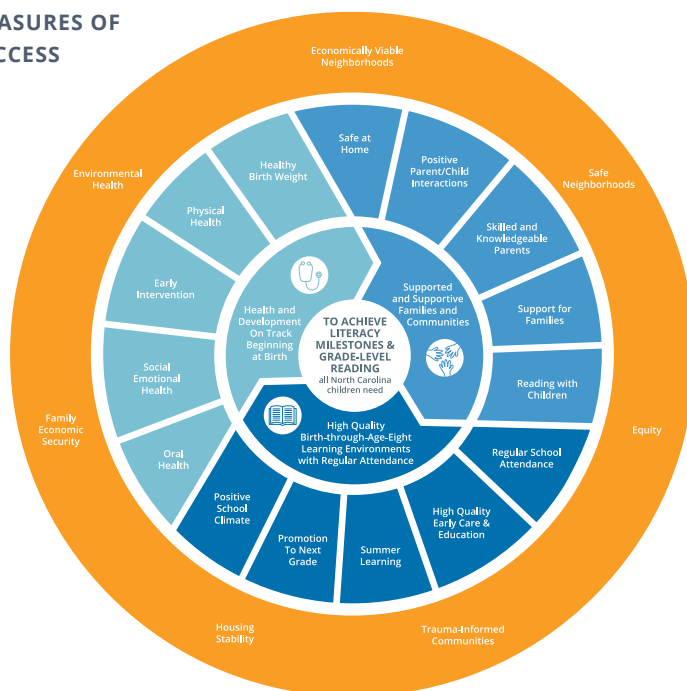 ASURES OF
CCESS
Economically Viable
Neighborhoods
Environmental
Health
Safe
Neighborhoods
Family
Economic
Security
Equity
Housing
Stability
Trauma-Informed
Communities
Healthy
Birth Weight
Physical
Health
Early
Intervention
Social
Emotional
Health
Oral
Health
Safe at
Home
Positive
Parent/Child
Interactions
Skilled and
Knowledgeable
Parents
Support for
Families
Reading with
Children
Regular School
Attendance
High Quality
Early Care &
Education
Summer
Learning
Promotion
To Next
Grade
Positive
School
Climate
Health and
Development
On Track
Beginning
at Birth
Supported
and Supportive
Families and
Communities
High Quality
Birth-through-Age-Eight
Learning Environments
with Regular Attendance
TO ACHIEVE
LITERACY
MILESTONES &
GRADE-LEVEL
READING
all North Carolina
children need